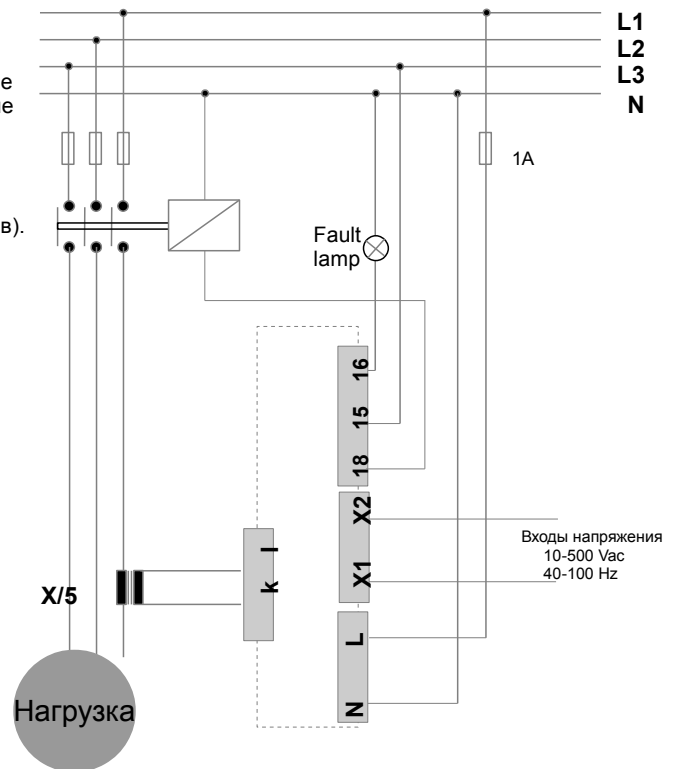 L1
L2
L3
N
е
е
в).
1A
Fault
lamp
16
15
18
X2
X1
Входы напряжения
10-500 Vac
40-100 Hz
l
k
X/5
L
N
Нагрузка